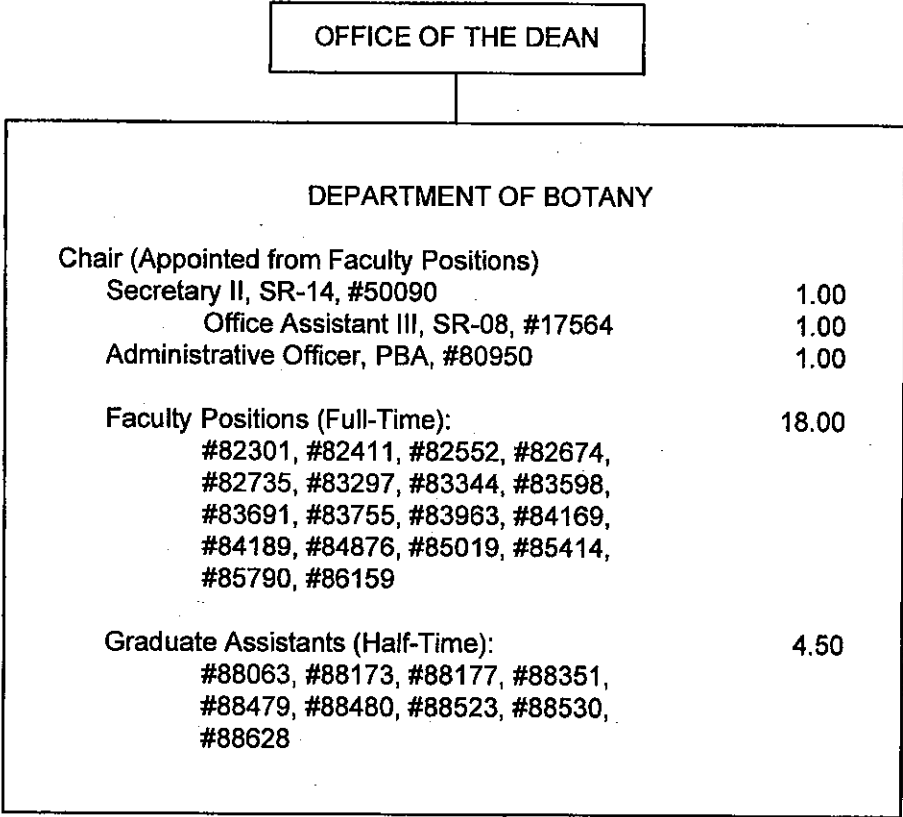 OFFICE OF THE DEAN
DEPARTMENT OF BOTANY
Chair (Appointed from Faculty Positions)
Secretary II, SR-14, #50090 1.00
Office Assistant III, SR-08, #17564 1.00
Administrative Officer, PBA, #80950 1.00
Faculty Positions (Full-Time): 18.00
#82301, #82411, #82552, #82674,
#82735, #83297, #83344, #83598,
#83691, #83755, #83963, #84169,
#84189, #84876, #85019, #85414,
#85790, #86159
Graduate Assistants (Half-Time): 4.50
#88063, #88173, #88177, #88351,
#88479, #88480, #88523, #88530,
#88628